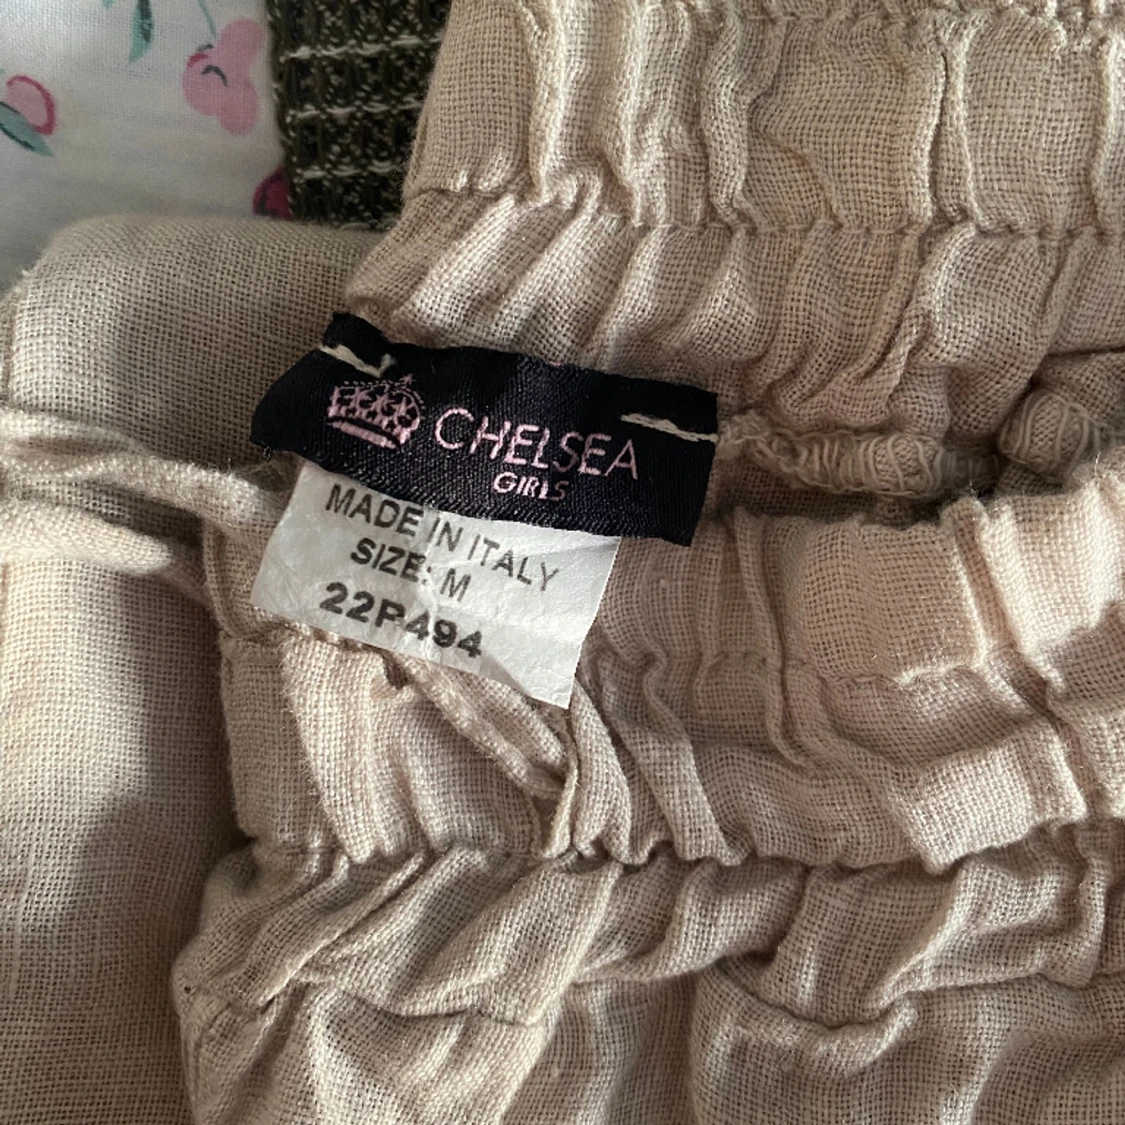 CHELSEA
GIRLS
MADE IN ITALY
SIZE: M
22P494